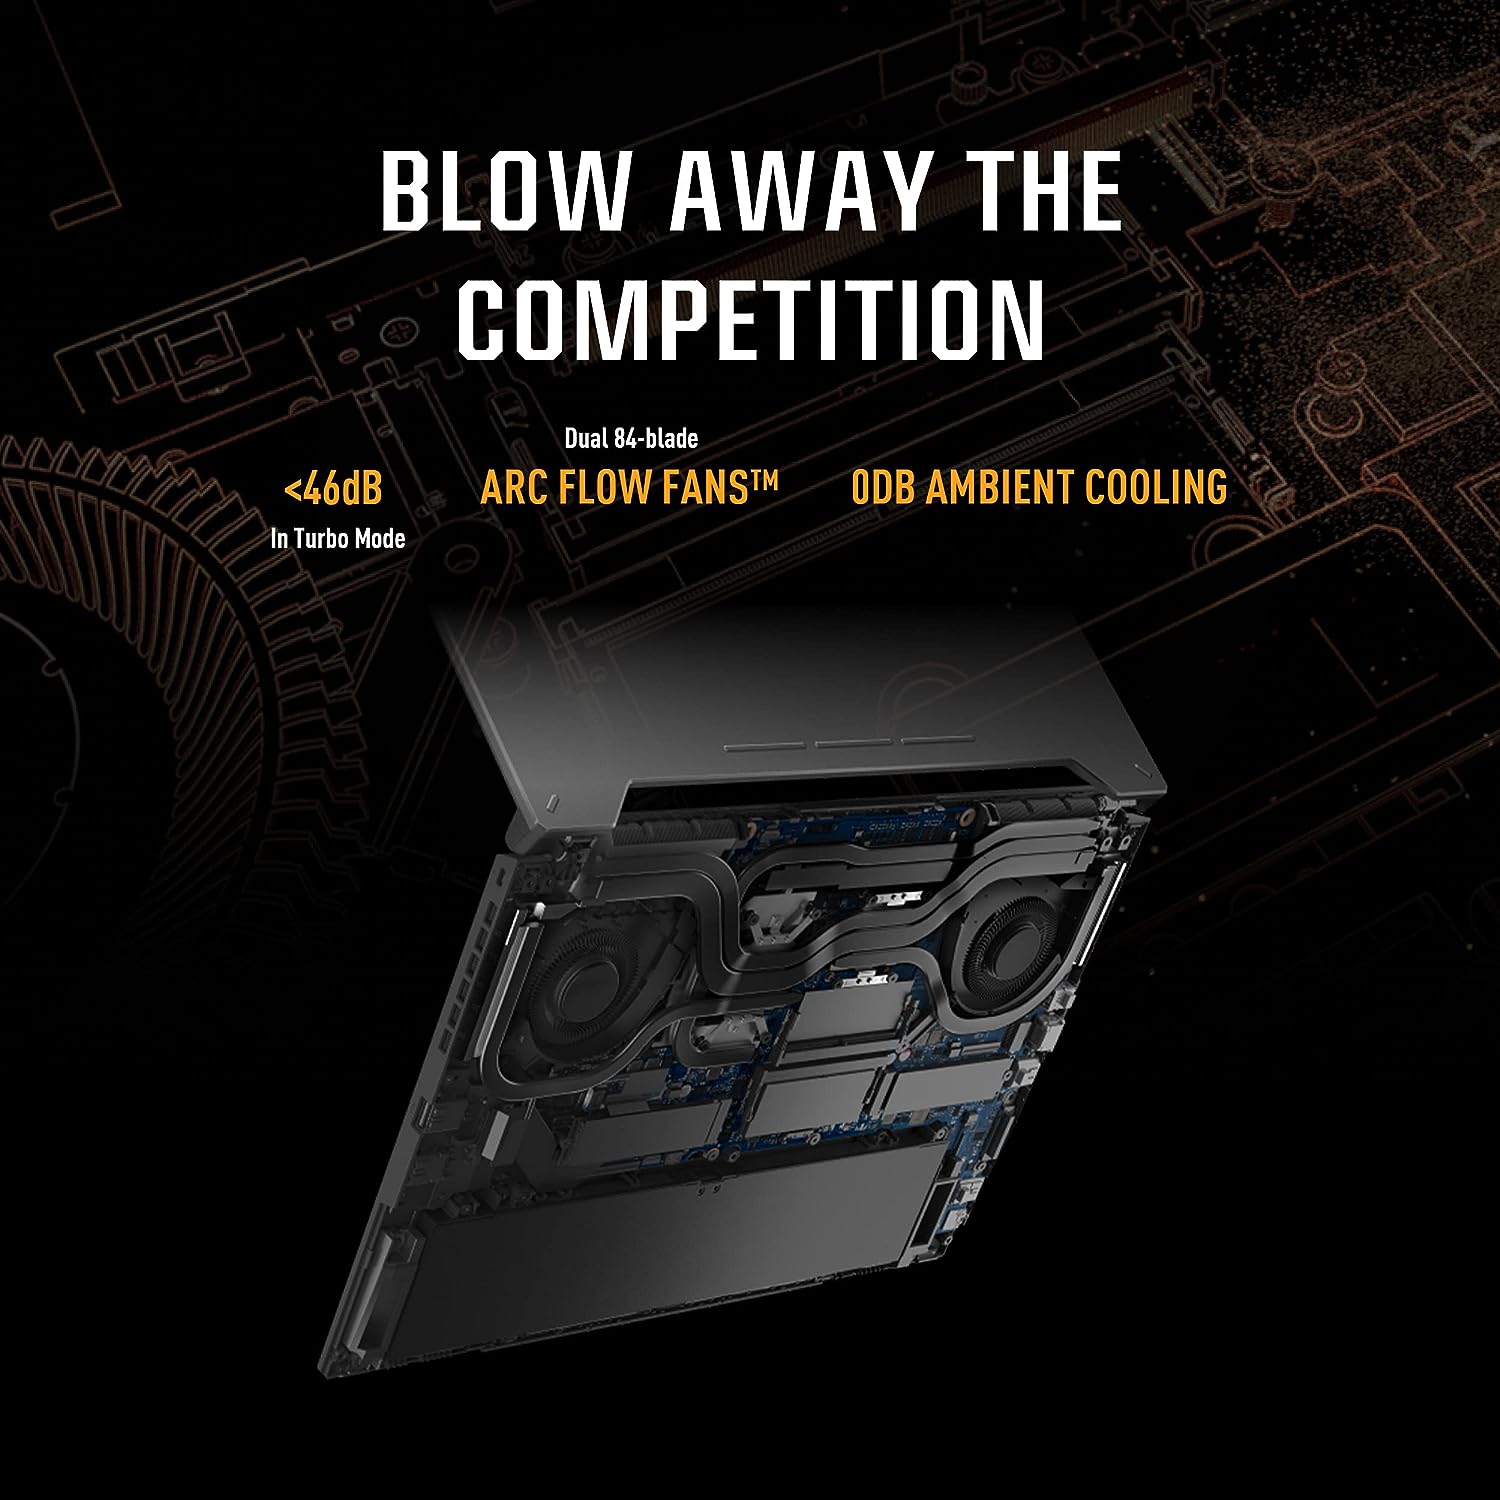 BLOW AWAY THE
COMPETITION
<46dB
In Turbo Mode
Dual 84-blade
ARC FLOW FANS™
0DB AMBIENT COOLING